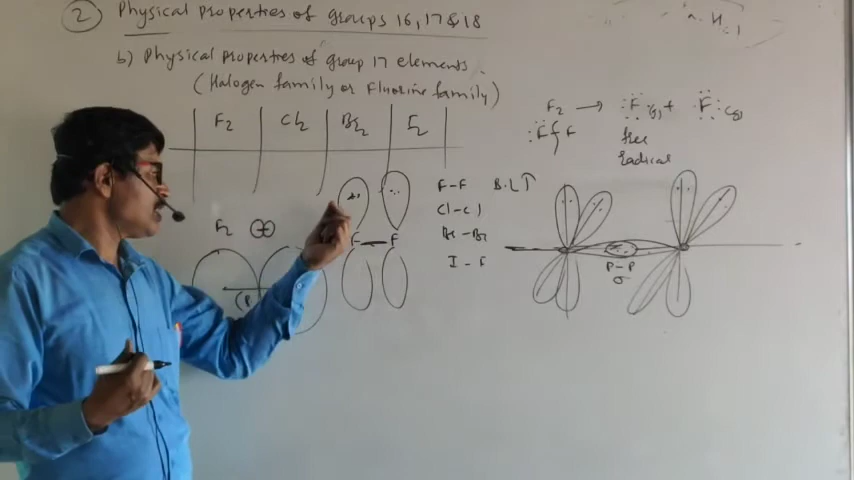 ② Physical properties of groups 16, 17 & 18
b) Physical properties of group 17 elements
(Halogen family or Fluorine family)
F₂ Cl₂ Br₂ I₂
F₂ → :F: (g) + :F: (g)
:F F
free
radical
F-F B.L↑
Cl-Cl
Br-Br
I-F
F₂
F-F
(P
P-P
σ